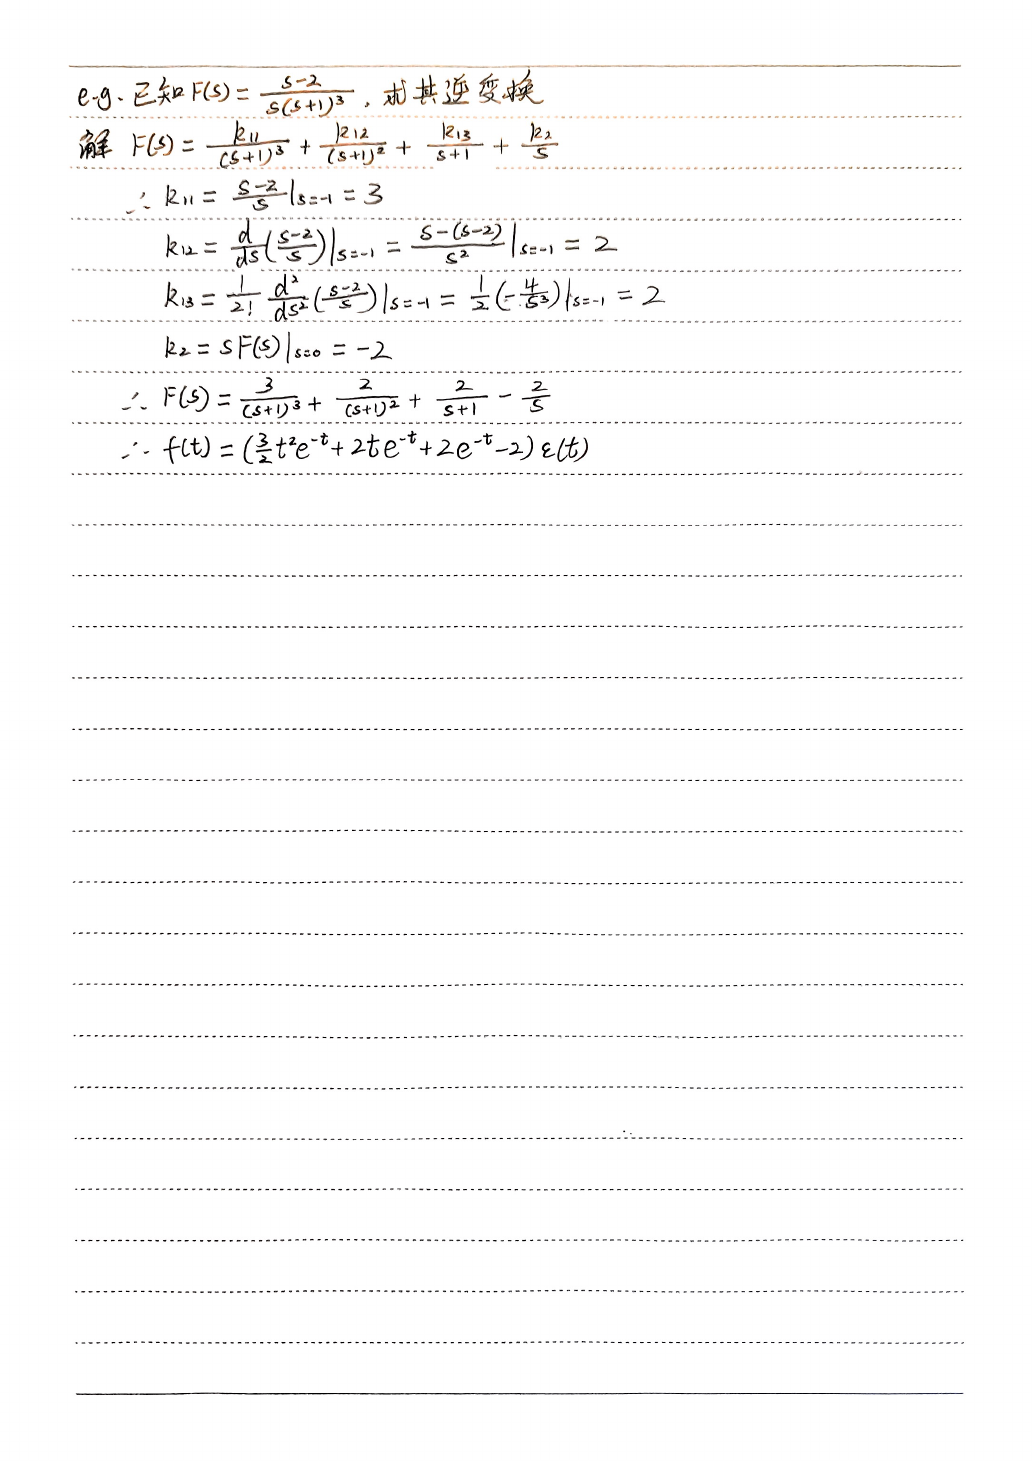 e.g. 已知 F(s) = \frac{s-2}{s(s+1)^3}, 求其逆变换
解 F(s) = \frac{k_{11}}{(s+1)^3} + \frac{k_{12}}{(s+1)^2} + \frac{k_{13}}{s+1} + \frac{k_2}{s}
∴ k_{11} = \frac{s-2}{s}|_{s=-1} = 3
k_{12} = \frac{d}{ds}(\frac{s-2}{s})|_{s=-1} = \frac{s-(s-2)}{s^2}|_{s=-1} = 2
k_{13} = \frac{1}{2!} \frac{d^2}{ds^2}(\frac{s-2}{s})|_{s=-1} = \frac{1}{2}(-\frac{4}{s^3})|_{s=-1} = 2
k_2 = sF(s)|_{s=0} = -2
∴ F(s) = \frac{3}{(s+1)^3} + \frac{2}{(s+1)^2} + \frac{2}{s+1} - \frac{2}{s}
∴ f(t) = (\frac{3}{2}t^2e^{-t} + 2te^{-t} + 2e^{-t} - 2) ε(t)